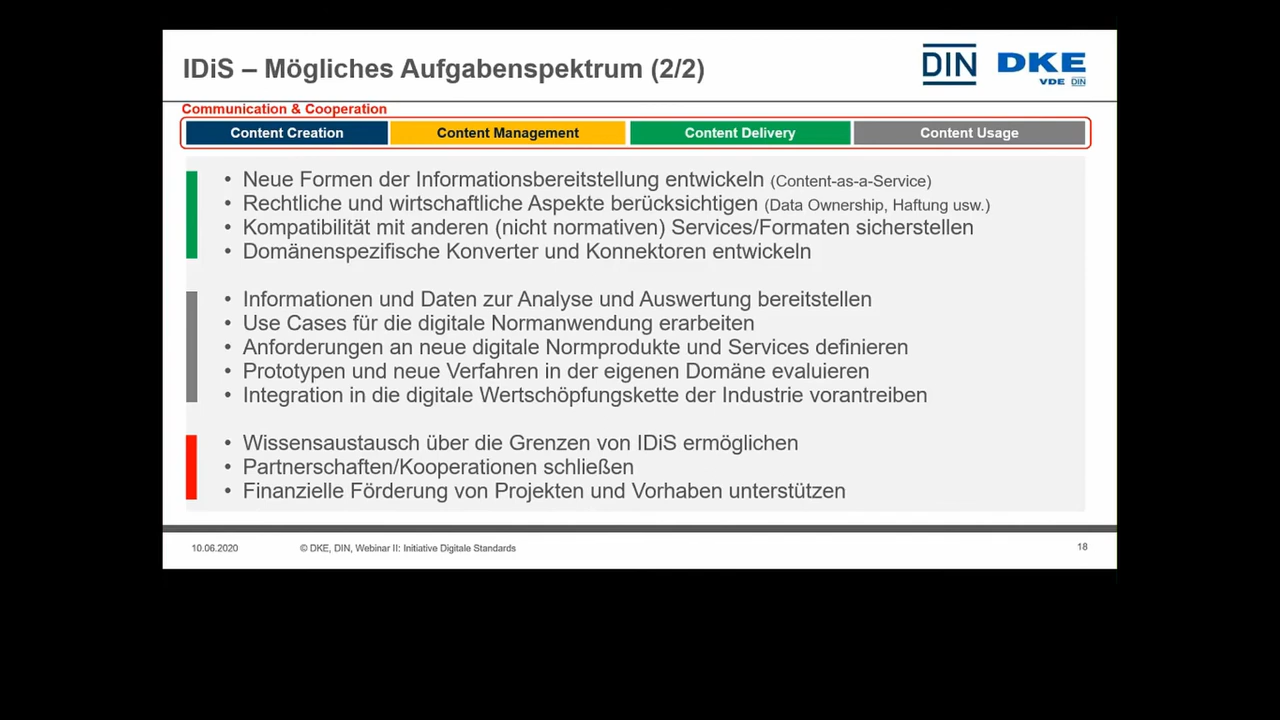 IDiS – Mögliches Aufgabenspektrum (2/2)
DIN
DKE
VDE DIN
Communication & Cooperation
Content Creation
Content Management
Content Delivery
Content Usage
• Neue Formen der Informationsbereitstellung entwickeln (Content-as-a-Service)
• Rechtliche und wirtschaftliche Aspekte berücksichtigen (Data Ownership, Haftung usw.)
• Kompatibilität mit anderen (nicht normativen) Services/Formaten sicherstellen
• Domänenspezifische Konverter und Konnektoren entwickeln
• Informationen und Daten zur Analyse und Auswertung bereitstellen
• Use Cases für die digitale Normanwendung erarbeiten
• Anforderungen an neue digitale Normprodukte und Services definieren
• Prototypen und neue Verfahren in der eigenen Domäne evaluieren
• Integration in die digitale Wertschöpfungskette der Industrie vorantreiben
• Wissensaustausch über die Grenzen von IDiS ermöglichen
• Partnerschaften/Kooperationen schließen
• Finanzielle Förderung von Projekten und Vorhaben unterstützen
10.06.2020
© DKE, DIN, Webinar II: Initiative Digitale Standards
18